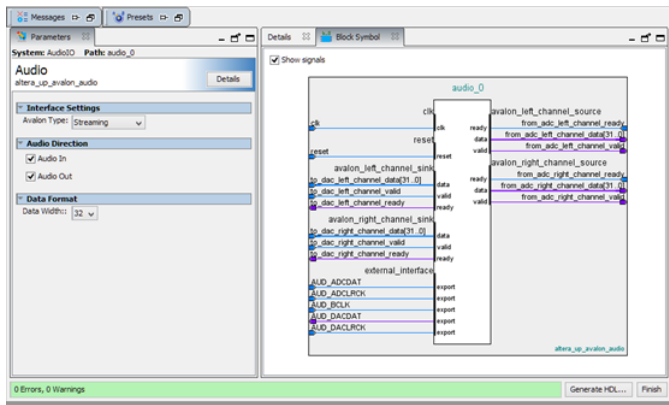 Messages
Presets
Parameters
System: AudioIO Path: audio_0
Audio
altera_up_avalon_audio
Details
Interface Settings
Avalon Type: Streaming
Audio Direction
Audio In
Audio Out
Data Format
Data Width:: 32
Details
Block Symbol
Show signals
audio_0
clk
clk
clk
reset
reset
reset
avalon_left_channel_sink
to_dac_left_channel_data[31..0]
data
to_dac_left_channel_valid
valid
to_dac_left_channel_ready
ready
avalon_right_channel_sink
to_dac_right_channel_data[31..0]
data
to_dac_right_channel_valid
valid
to_dac_right_channel_ready
ready
external_interface
AUD_ADCDAT
export
AUD_ADCLRCK
export
AUD_BCLK
export
AUD_DACDAT
export
AUD_DACLRCK
export
avalon_left_channel_source
ready
from_adc_left_channel_ready
data
from_adc_left_channel_data[31..0]
valid
from_adc_left_channel_valid
avalon_right_channel_source
ready
from_adc_right_channel_ready
data
from_adc_right_channel_data[31..0]
valid
from_adc_right_channel_valid
altera_up_avalon_audio
0 Errors, 0 Warnings
Generate HDL...
Finish